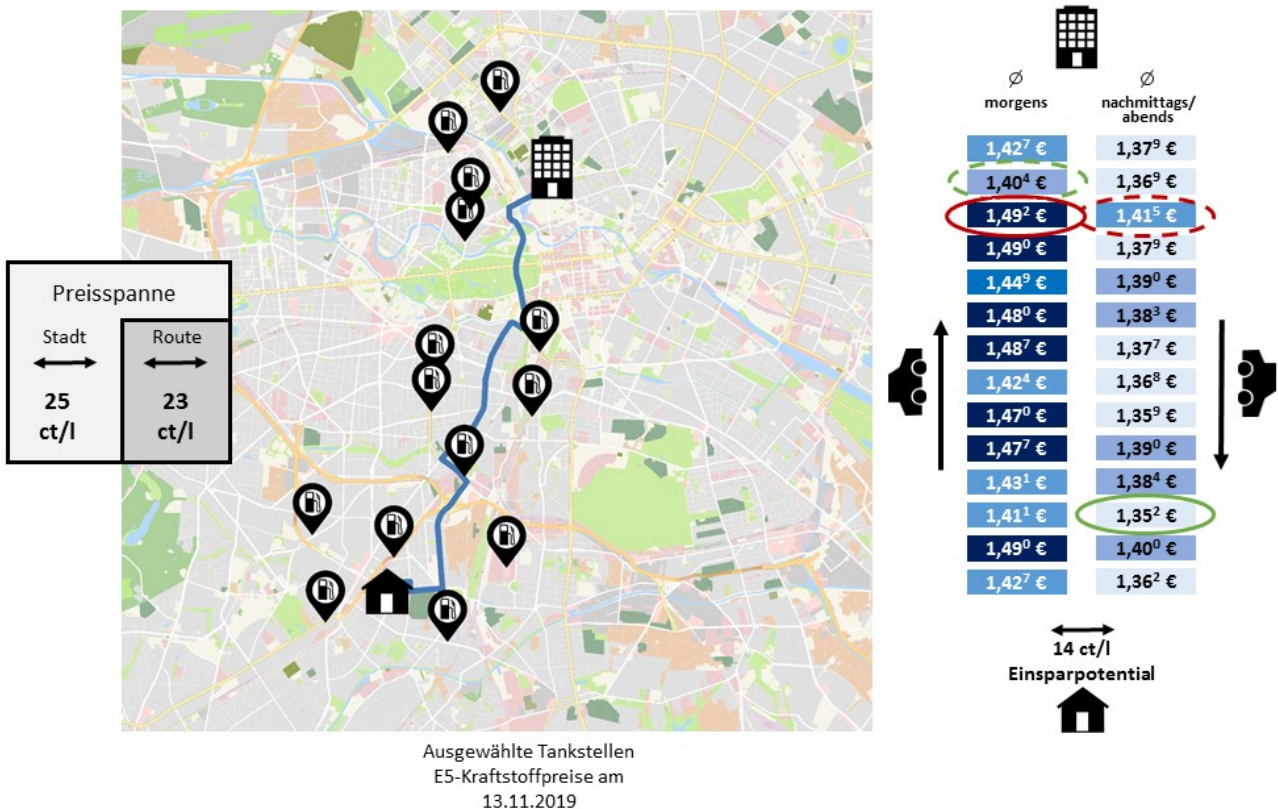 Preisspanne
Stadt
Route
25
ct/l
23
ct/l
Ausgewählte Tankstellen
E5-Kraftstoffpreise am
13.11.2019
Ø
morgens
Ø
nachmittags/
abends
1,42⁷ € 1,37⁹ €
1,40⁴ € 1,36⁹ €
1,49² € 1,41⁵ €
1,49⁰ € 1,37⁹ €
1,44⁹ € 1,39⁰ €
1,48⁰ € 1,38³ €
1,48⁷ € 1,37⁷ €
1,42⁴ € 1,36⁸ €
1,47⁰ € 1,35⁹ €
1,47⁷ € 1,39⁰ €
1,43¹ € 1,38⁴ €
1,41¹ € 1,35² €
1,49⁰ € 1,40⁰ €
1,42⁷ € 1,36² €
14 ct/l
Einsparpotential